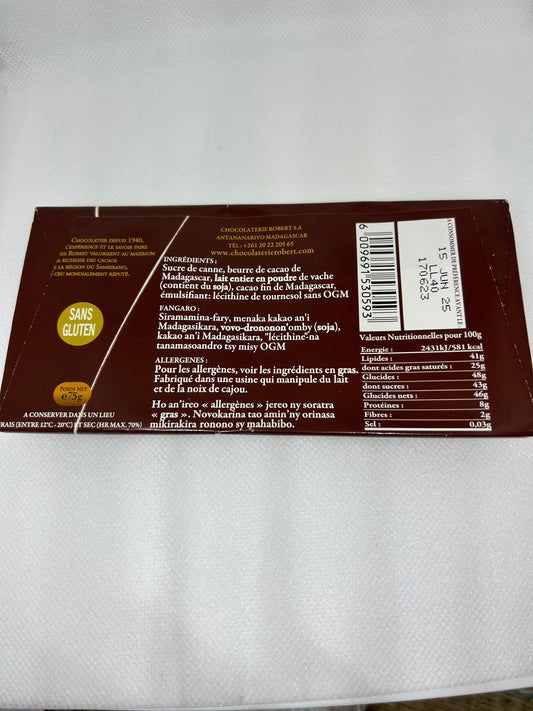 CHOCOLATIER DEPUIS 1940,
L'EXPÉRIENCE ET LE SAVOIR FAIRE
DE ROBERT VALORISENT AU MAXIMUM
A RICHESSE DES CACAOS
E LA RÉGION DU SAMBIRANO,
CRU MONDIALEMENT RÉPUTÉ.
SANS
GLUTEN
POIDS NET
e75g
A CONSERVER DANS UN LIEU
RAIS (ENTRE 12°C - 20°C) ET SEC (HR MAX. 70%)
CHOCOLATERIE ROBERT S.A
ANTANANARIVO MADAGASCAR
TÉL : +261 20 22 205 65
www.chocolaterierobert.com
INGRÉDIENTS :
Sucre de canne, beurre de cacao de
Madagascar, lait entier en poudre de vache
(contient du soja), cacao fin de Madagascar,
émulsifiant: lécithine de tournesol sans OGM
FANGARO :
Siramamina-fary, menaka kakao an'i
Madagasikara, vovo-dronono n'omby (soja),
kakao an'i Madagasikara, "lécithine-na
tanamasoandro tsy misy OGM
ALLERGENES :
Pour les allergènes, voir les ingrédients en gras.
Fabriqué dans une usine qui manipule du lait
et de la noix de cajou.
Ho an'ireo « allergènes » jereo ny soratra
« gras ». Novokarina tao amin'ny orinasa
mikirakira ronono sy mahabibo.
6 009691 530593
A CONSOMMER DE PRÉFÉRENCE AVANT LE
15 JUN 25
LL40
170623
Valeurs Nutritionnelles pour 100g
Energie : 2431kJ/581 kcal
Lipides : 41g
dont acides gras saturés : 25g
Glucides : 48g
dont sucres : 43g
Glucides nets : 46g
Protéines : 8g
Fibres : 2g
Sel : 0,03g